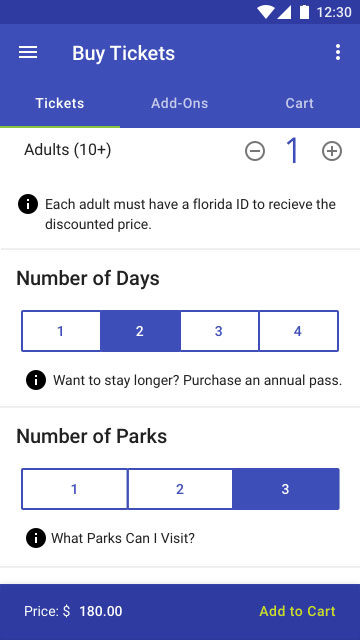 12:30
Buy Tickets
Tickets Add-Ons Cart
Adults (10+) 1
Each adult must have a florida ID to recieve the
discounted price.
Number of Days
1 2 3 4
Want to stay longer? Purchase an annual pass.
Number of Parks
1 2 3
What Parks Can I Visit?
Price: $ 180.00 Add to Cart